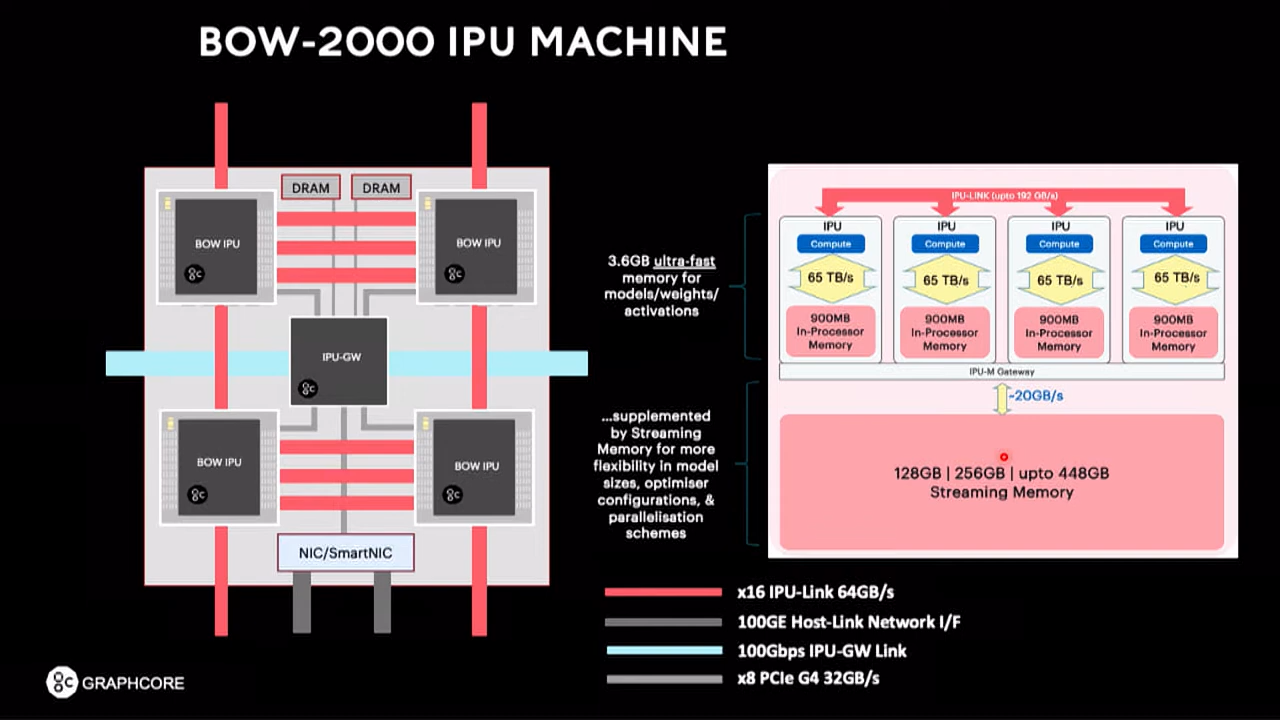 BOW-2000 IPU MACHINE
DRAM
DRAM
BOW IPU
BOW IPU
IPU-GW
BOW IPU
BOW IPU
NIC/SmartNIC
3.6GB ultra-fast
memory for
models/weights/
activations
...supplemented
by Streaming
Memory for more
flexibility in model
sizes, optimiser
configurations, &
parallelisation
schemes
IPU-LINK (upto 192 GB/s)
IPU
Compute
65 TB/s
900MB
In-Processor
Memory
IPU
Compute
65 TB/s
900MB
In-Processor
Memory
IPU
Compute
65 TB/s
900MB
In-Processor
Memory
IPU
Compute
65 TB/s
900MB
In-Processor
Memory
IPU-M Gateway
~20GB/s
128GB | 256GB | upto 448GB
Streaming Memory
x16 IPU-Link 64GB/s
100GE Host-Link Network I/F
100Gbps IPU-GW Link
x8 PCIe G4 32GB/s
GRAPHCORE